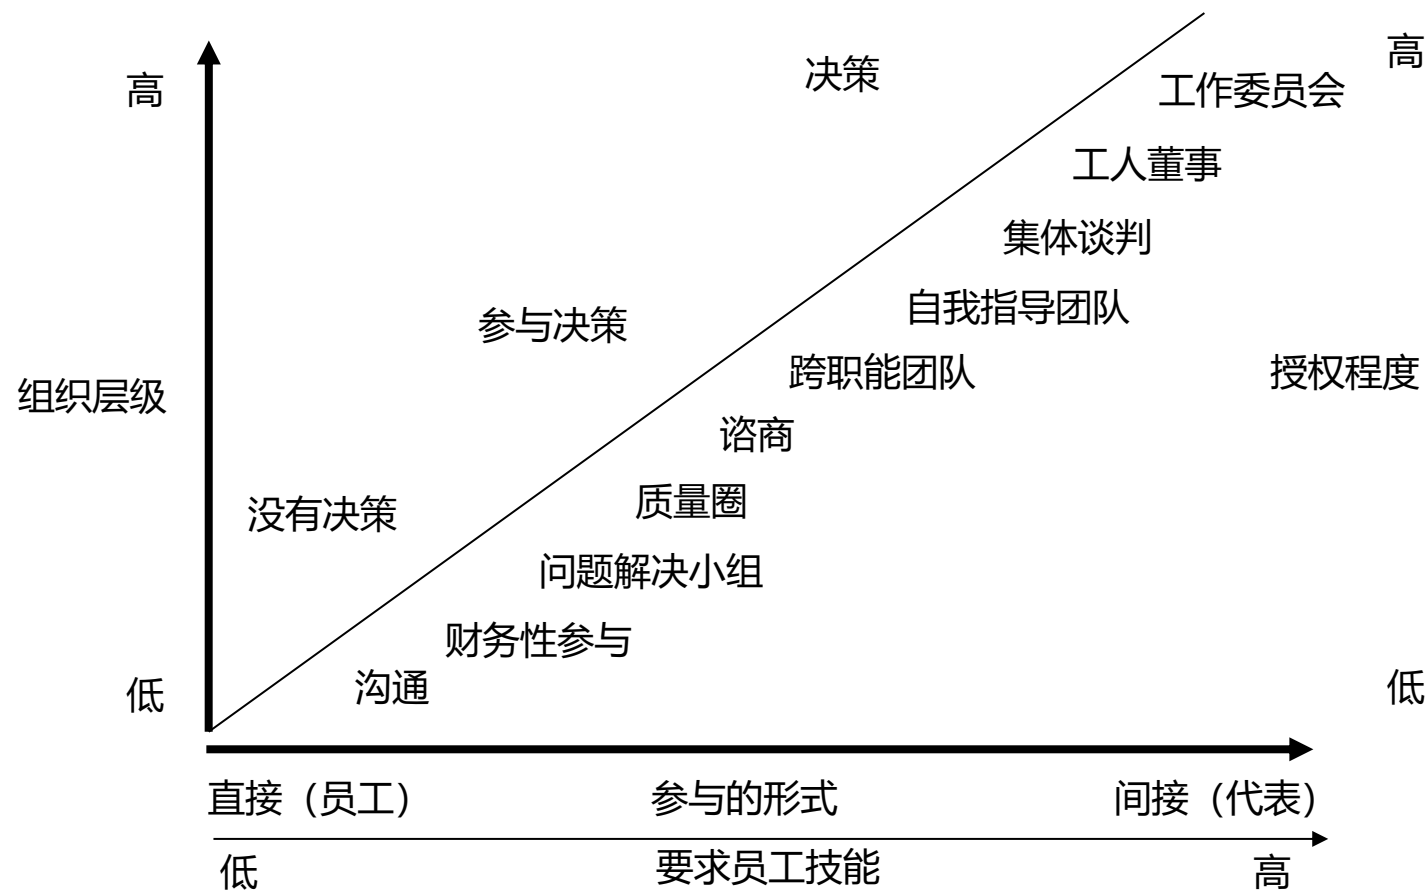 高
决策
高
工作委员会
工人董事
集体谈判
自我指导团队
参与决策
跨职能团队
授权程度
组织层级
谘商
质量圈
没有决策
问题解决小组
财务性参与
沟通
低
低
直接（员工）
参与的形式
间接（代表）
低
要求员工技能
高